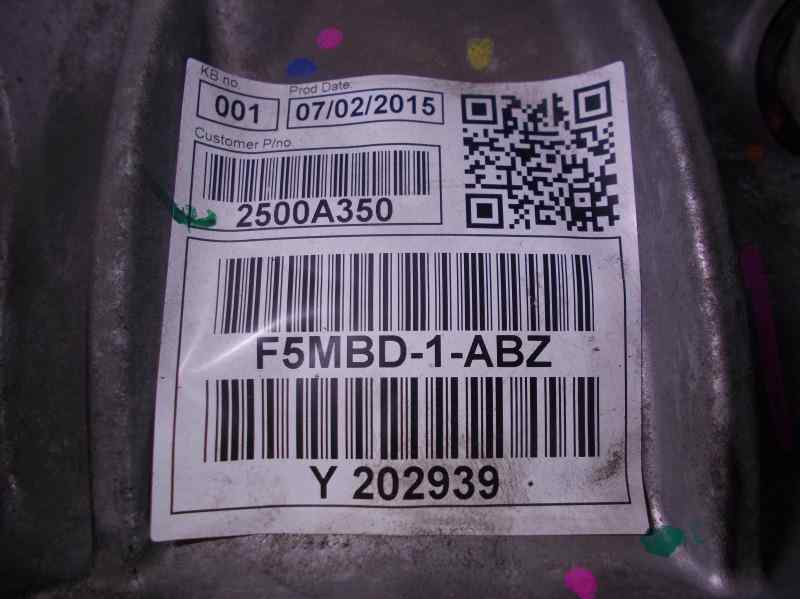 KB no.
Prod Date.
001
07/02/2015
Customer P/no
2500A350
F5MBD-1-ABZ
Y 202939